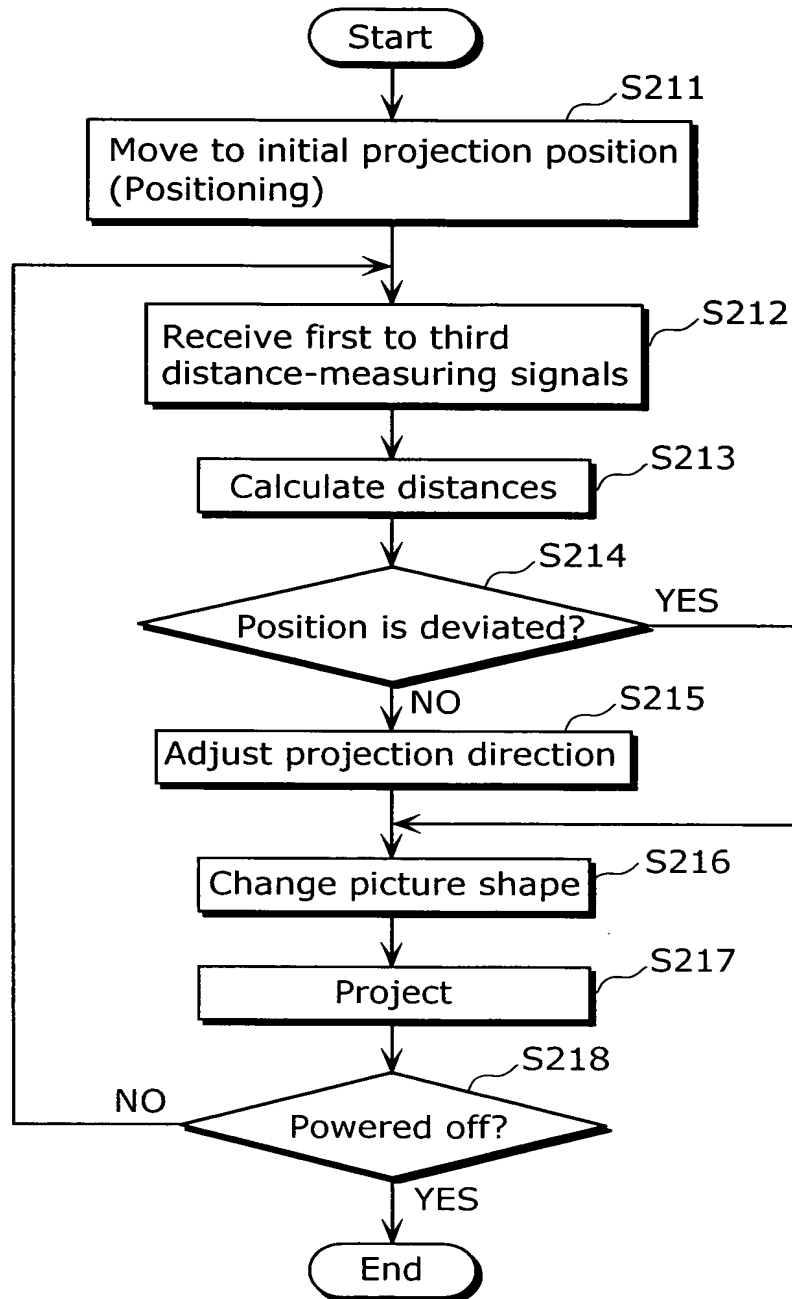 Start
S211
Move to initial projection position
(Positioning)
S212
Receive first to third
distance-measuring signals
S213
Calculate distances
S214
Position is deviated?
YES
NO
S215
Adjust projection direction
S216
Change picture shape
S217
Project
S218
NO
Powered off?
YES
End